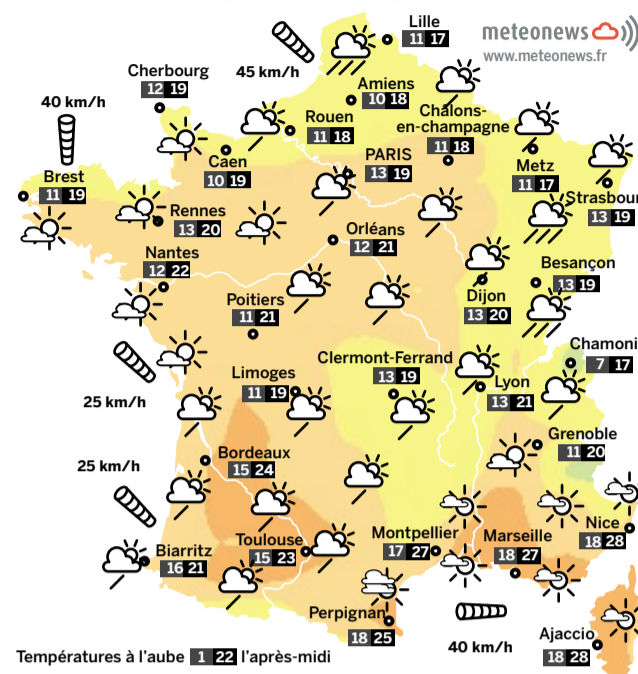 meteonews
www.meteonews.fr
Lille
11 17
45 km/h
Cherbourg
12 19
Amiens
10 18
40 km/h
Rouen
11 18
Châlons-
en-champagne
11 18
Caen
10 19
PARIS
13 19
Metz
11 17
Brest
11 19
Strasbour
13 19
Rennes
13 20
Orléans
12 21
Nantes
12 22
Besançon
13 19
Dijon
13 20
Poitiers
11 21
Chamoni
7 17
Clermont-Ferrand
13 19
Limoges
11 19
Lyon
13 21
25 km/h
Grenoble
11 20
Bordeaux
15 24
25 km/h
Nice
18 28
Toulouse
15 23
Montpellier
17 27
Marseille
18 27
Biarritz
16 21
Perpignan
18 25
40 km/h
Ajaccio
18 28
Températures à l'aube 1 22 l'après-midi